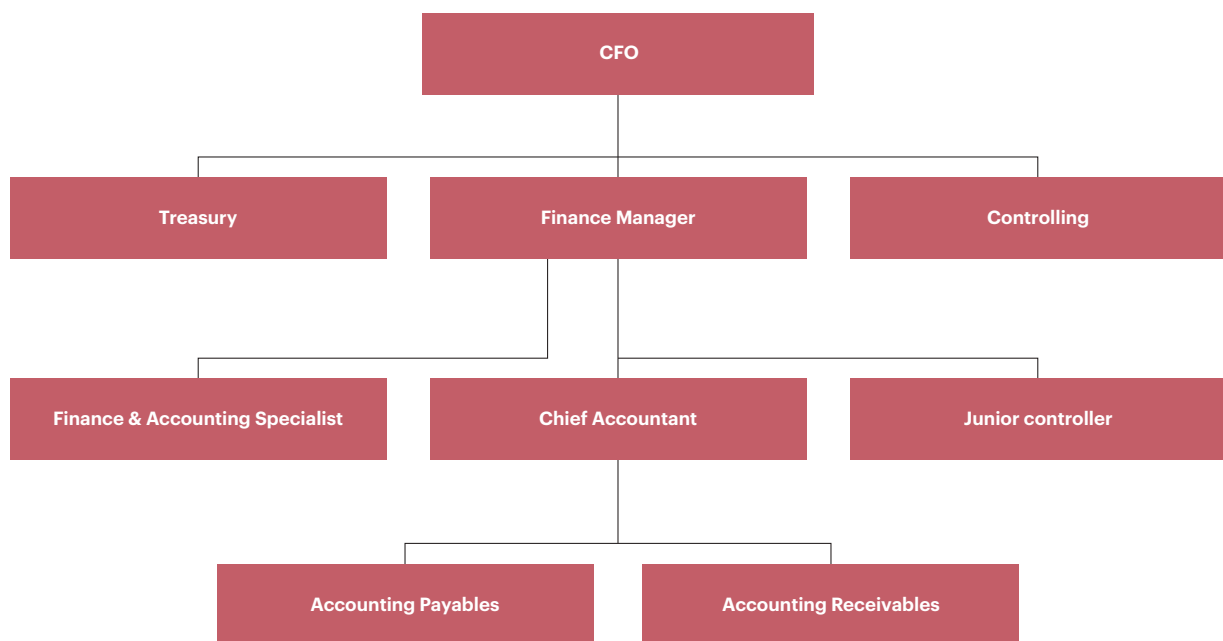 CFO
Treasury
Finance Manager
Controlling
Finance & Accounting Specialist
Chief Accountant
Junior controller
Accounting Payables
Accounting Receivables